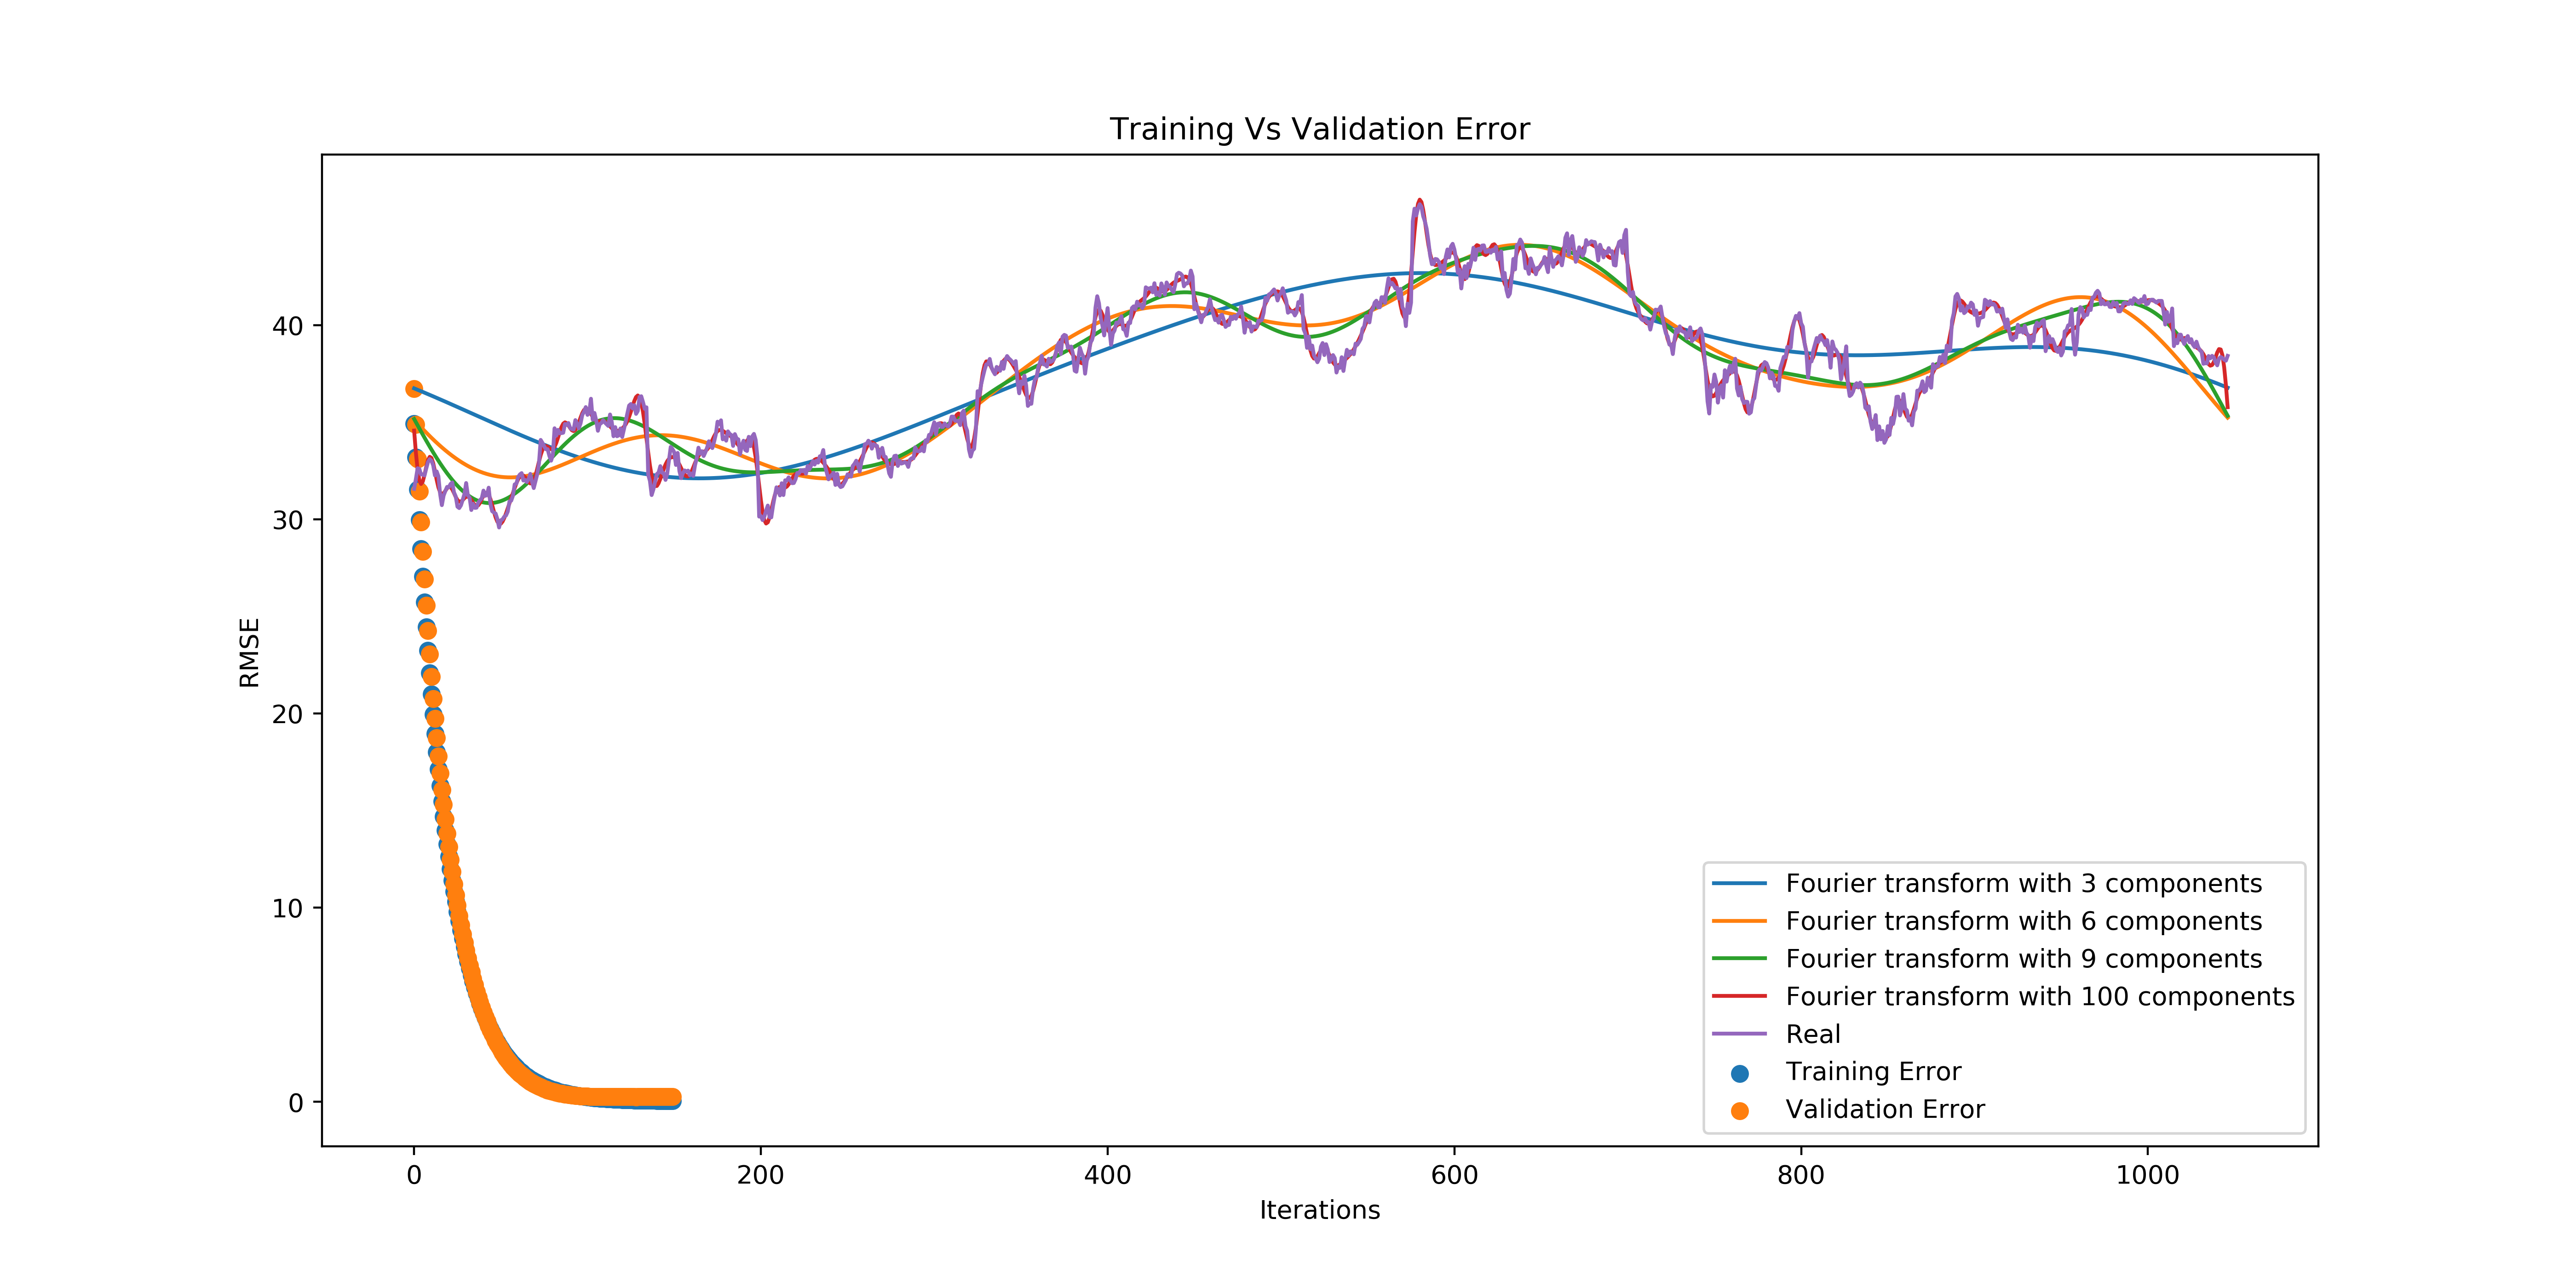 Training Vs Validation Error
RMSE
40
30
20
10
0
0 200 400 600 800 1000
Iterations
Fourier transform with 3 components
Fourier transform with 6 components
Fourier transform with 9 components
Fourier transform with 100 components
Real
Training Error
Validation Error